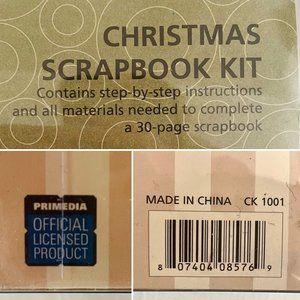 CHRISTMAS
SCRAPBOOK KIT
Contains step-by-step instructions
and all materials needed to complete
a 30-page scrapbook
PRIMEDIA
OFFICIAL
LICENSED
PRODUCT
MADE IN CHINA CK 1001
8 07404 08576 9